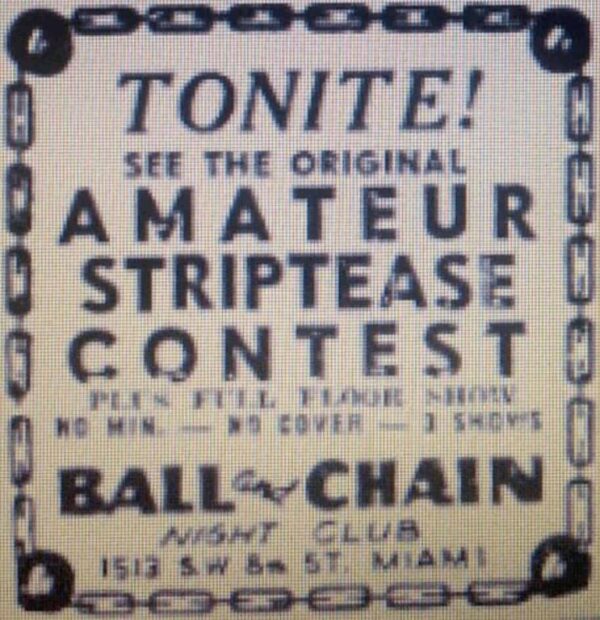 TONITE!
SEE THE ORIGINAL
AMATEUR
STRIPTEASE
CONTEST
PLUS FULL FLOOR SHOW
NO MIN. — NO COVER — 3 SHOWS
BALL and CHAIN
NIGHT CLUB
1513 S.W 8th ST. MIAMI